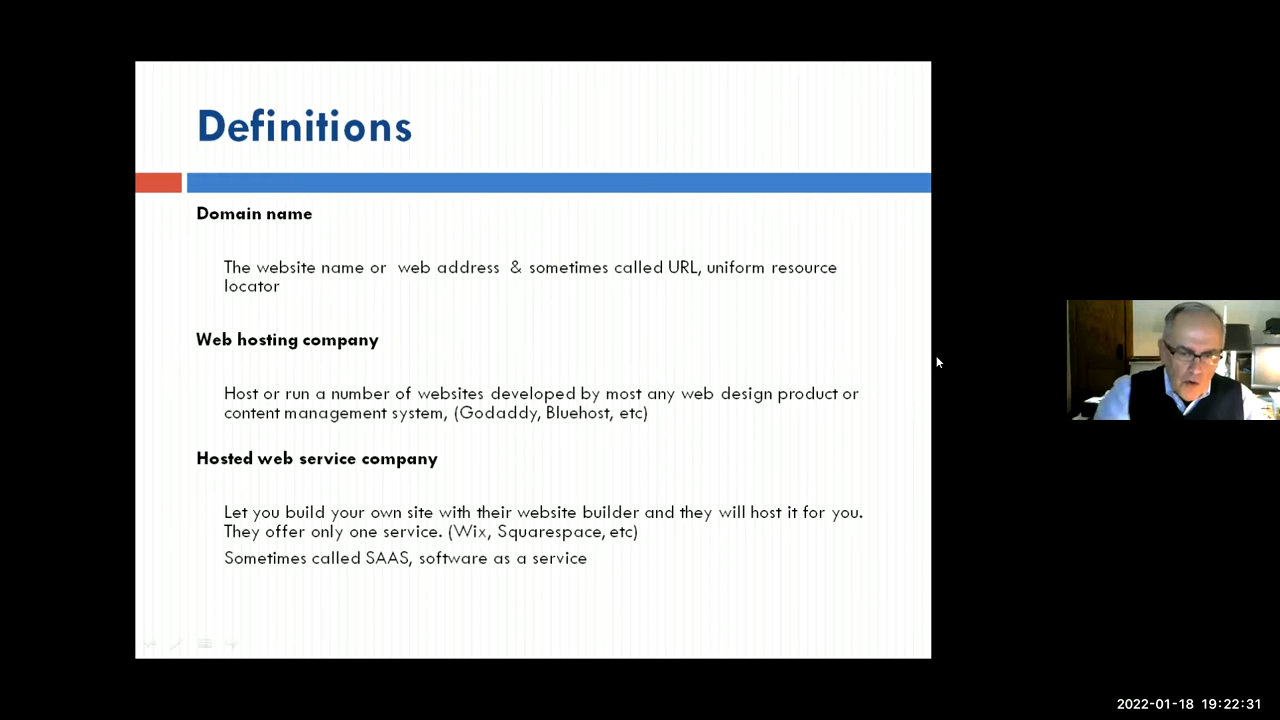 Definitions
Domain name
The website name or web address & sometimes called URL, uniform resource
locator
Web hosting company
Host or run a number of websites developed by most any web design product or
content management system, (Godaddy, Bluehost, etc)
Hosted web service company
Let you build your own site with their website builder and they will host it for you.
They offer only one service. (Wix, Squarespace, etc)
Sometimes called SAAS, software as a service
2022-01-18 19:22:31